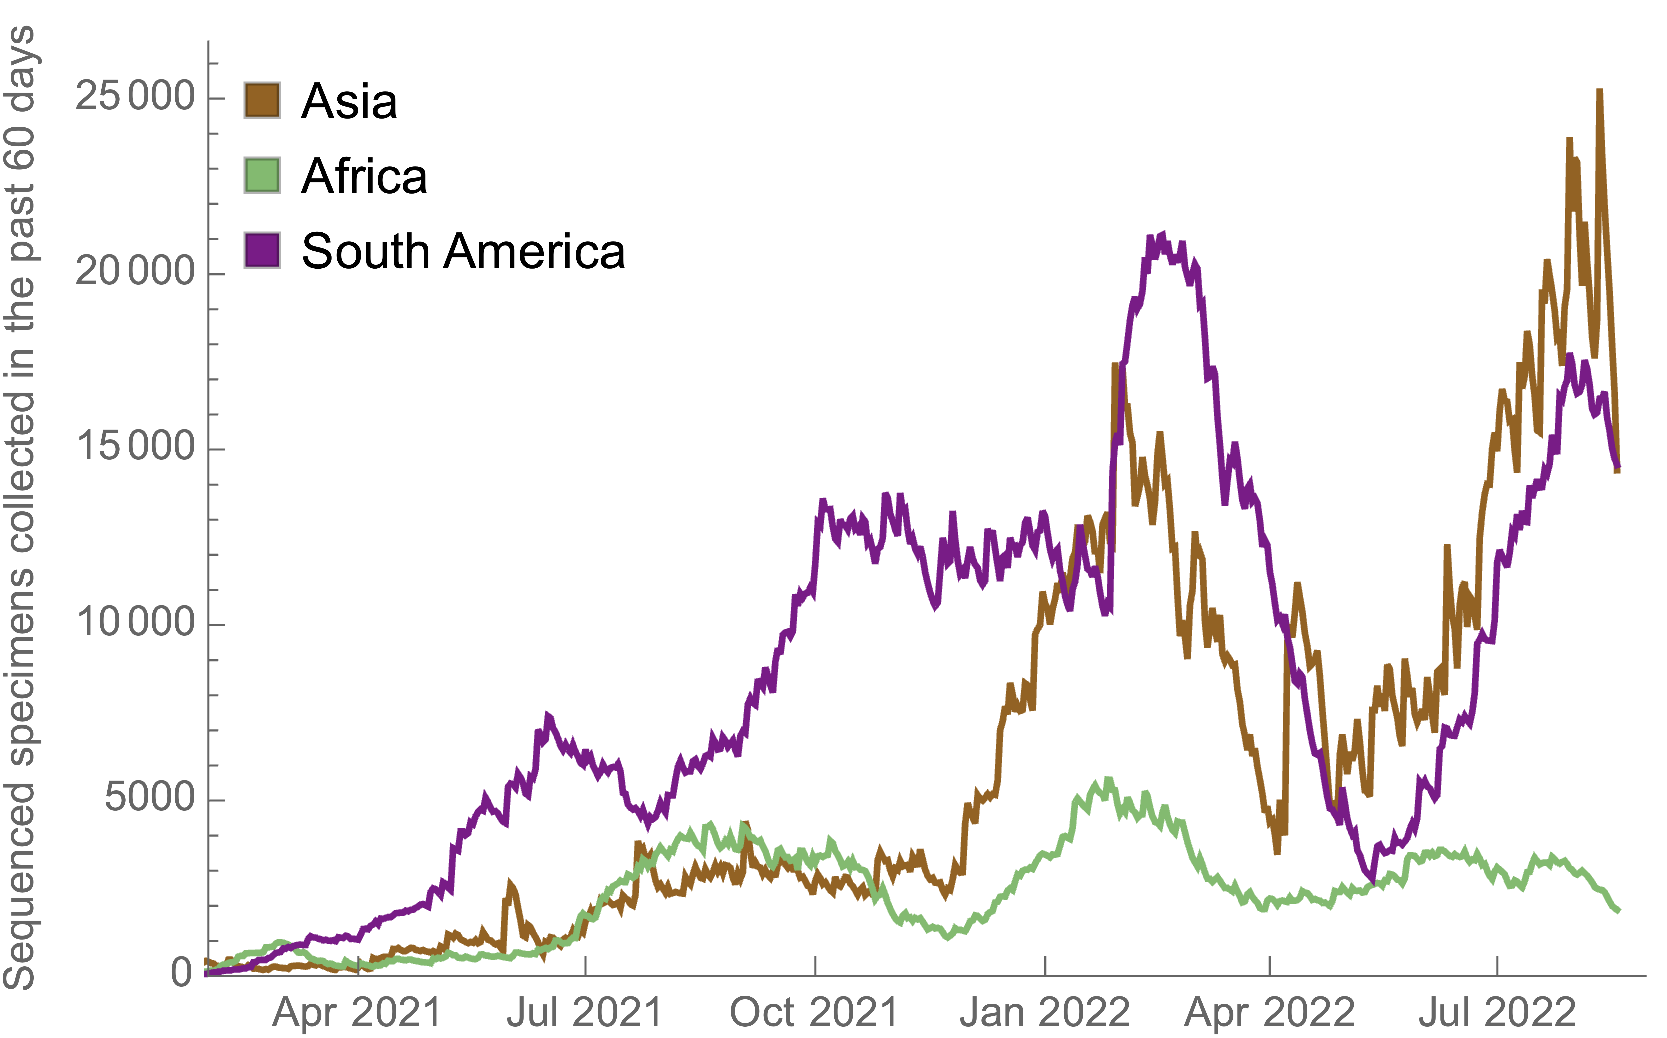 Sequenced specimens collected in the past 60 days
25 000
20 000
15 000
10 000
5000
0
Asia
Africa
South America
Apr 2021
Jul 2021
Oct 2021
Jan 2022
Apr 2022
Jul 2022